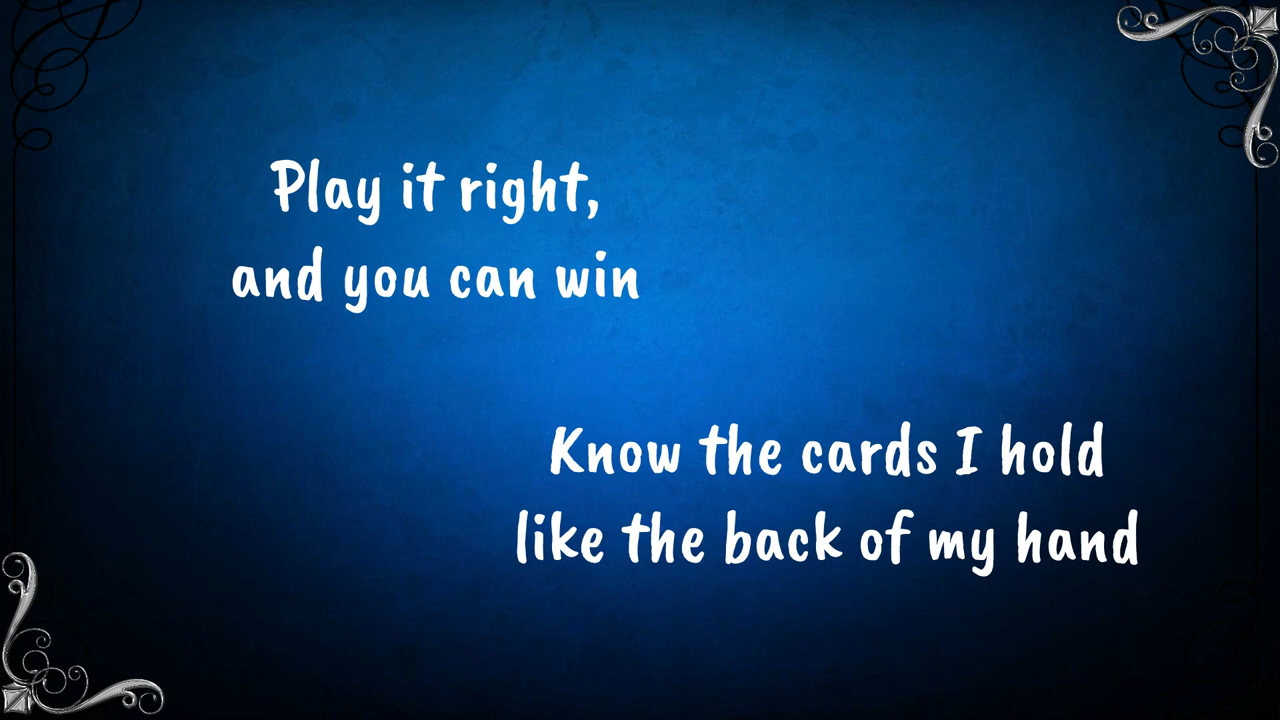 Play it right,
and you can win
Know the cards I hold
like the back of my hand